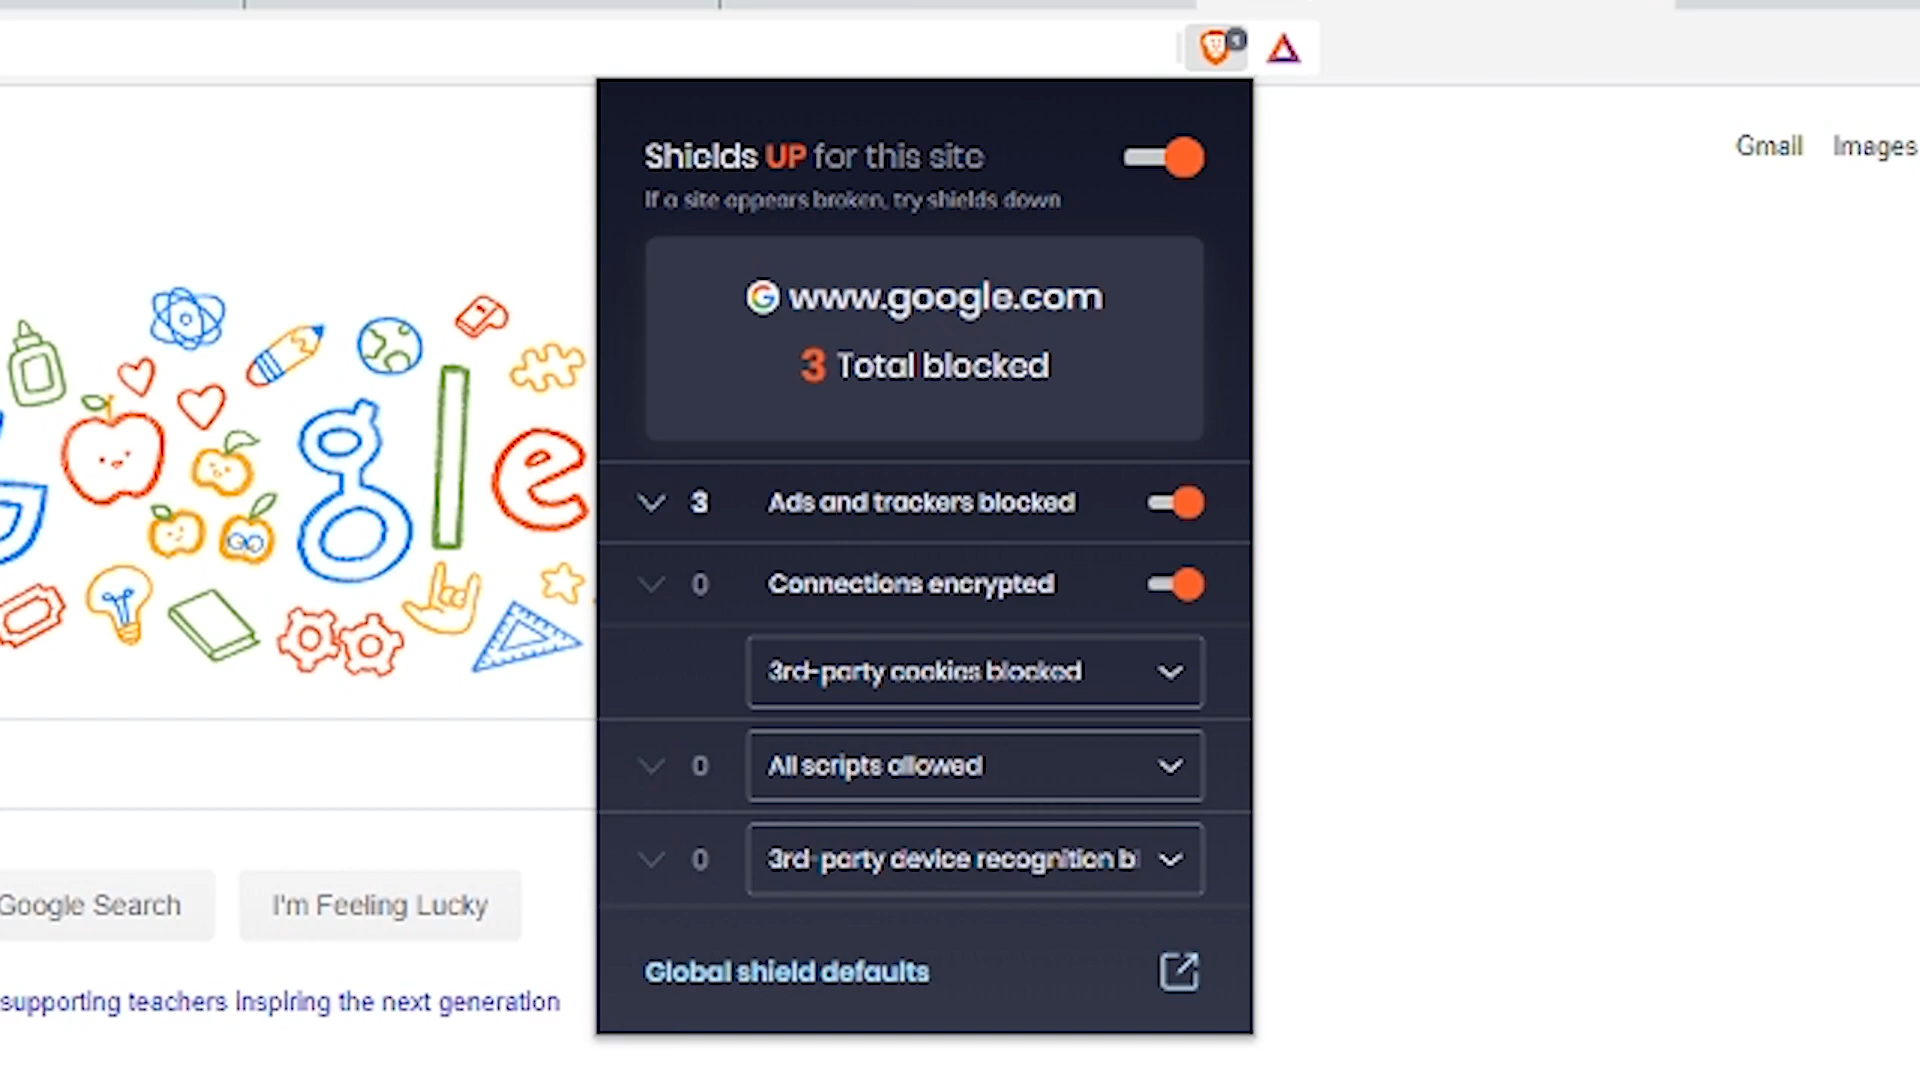 Gmail Images
Shields UP for this site
If a site appears broken, try shields down
www.google.com
3 Total blocked
3 Ads and trackers blocked
0 Connections encrypted
3rd-party cookies blocked
0 All scripts allowed
0 3rd-party device recognition b
Global shield defaults
gle
Google Search I'm Feeling Lucky
supporting teachers inspiring the next generation